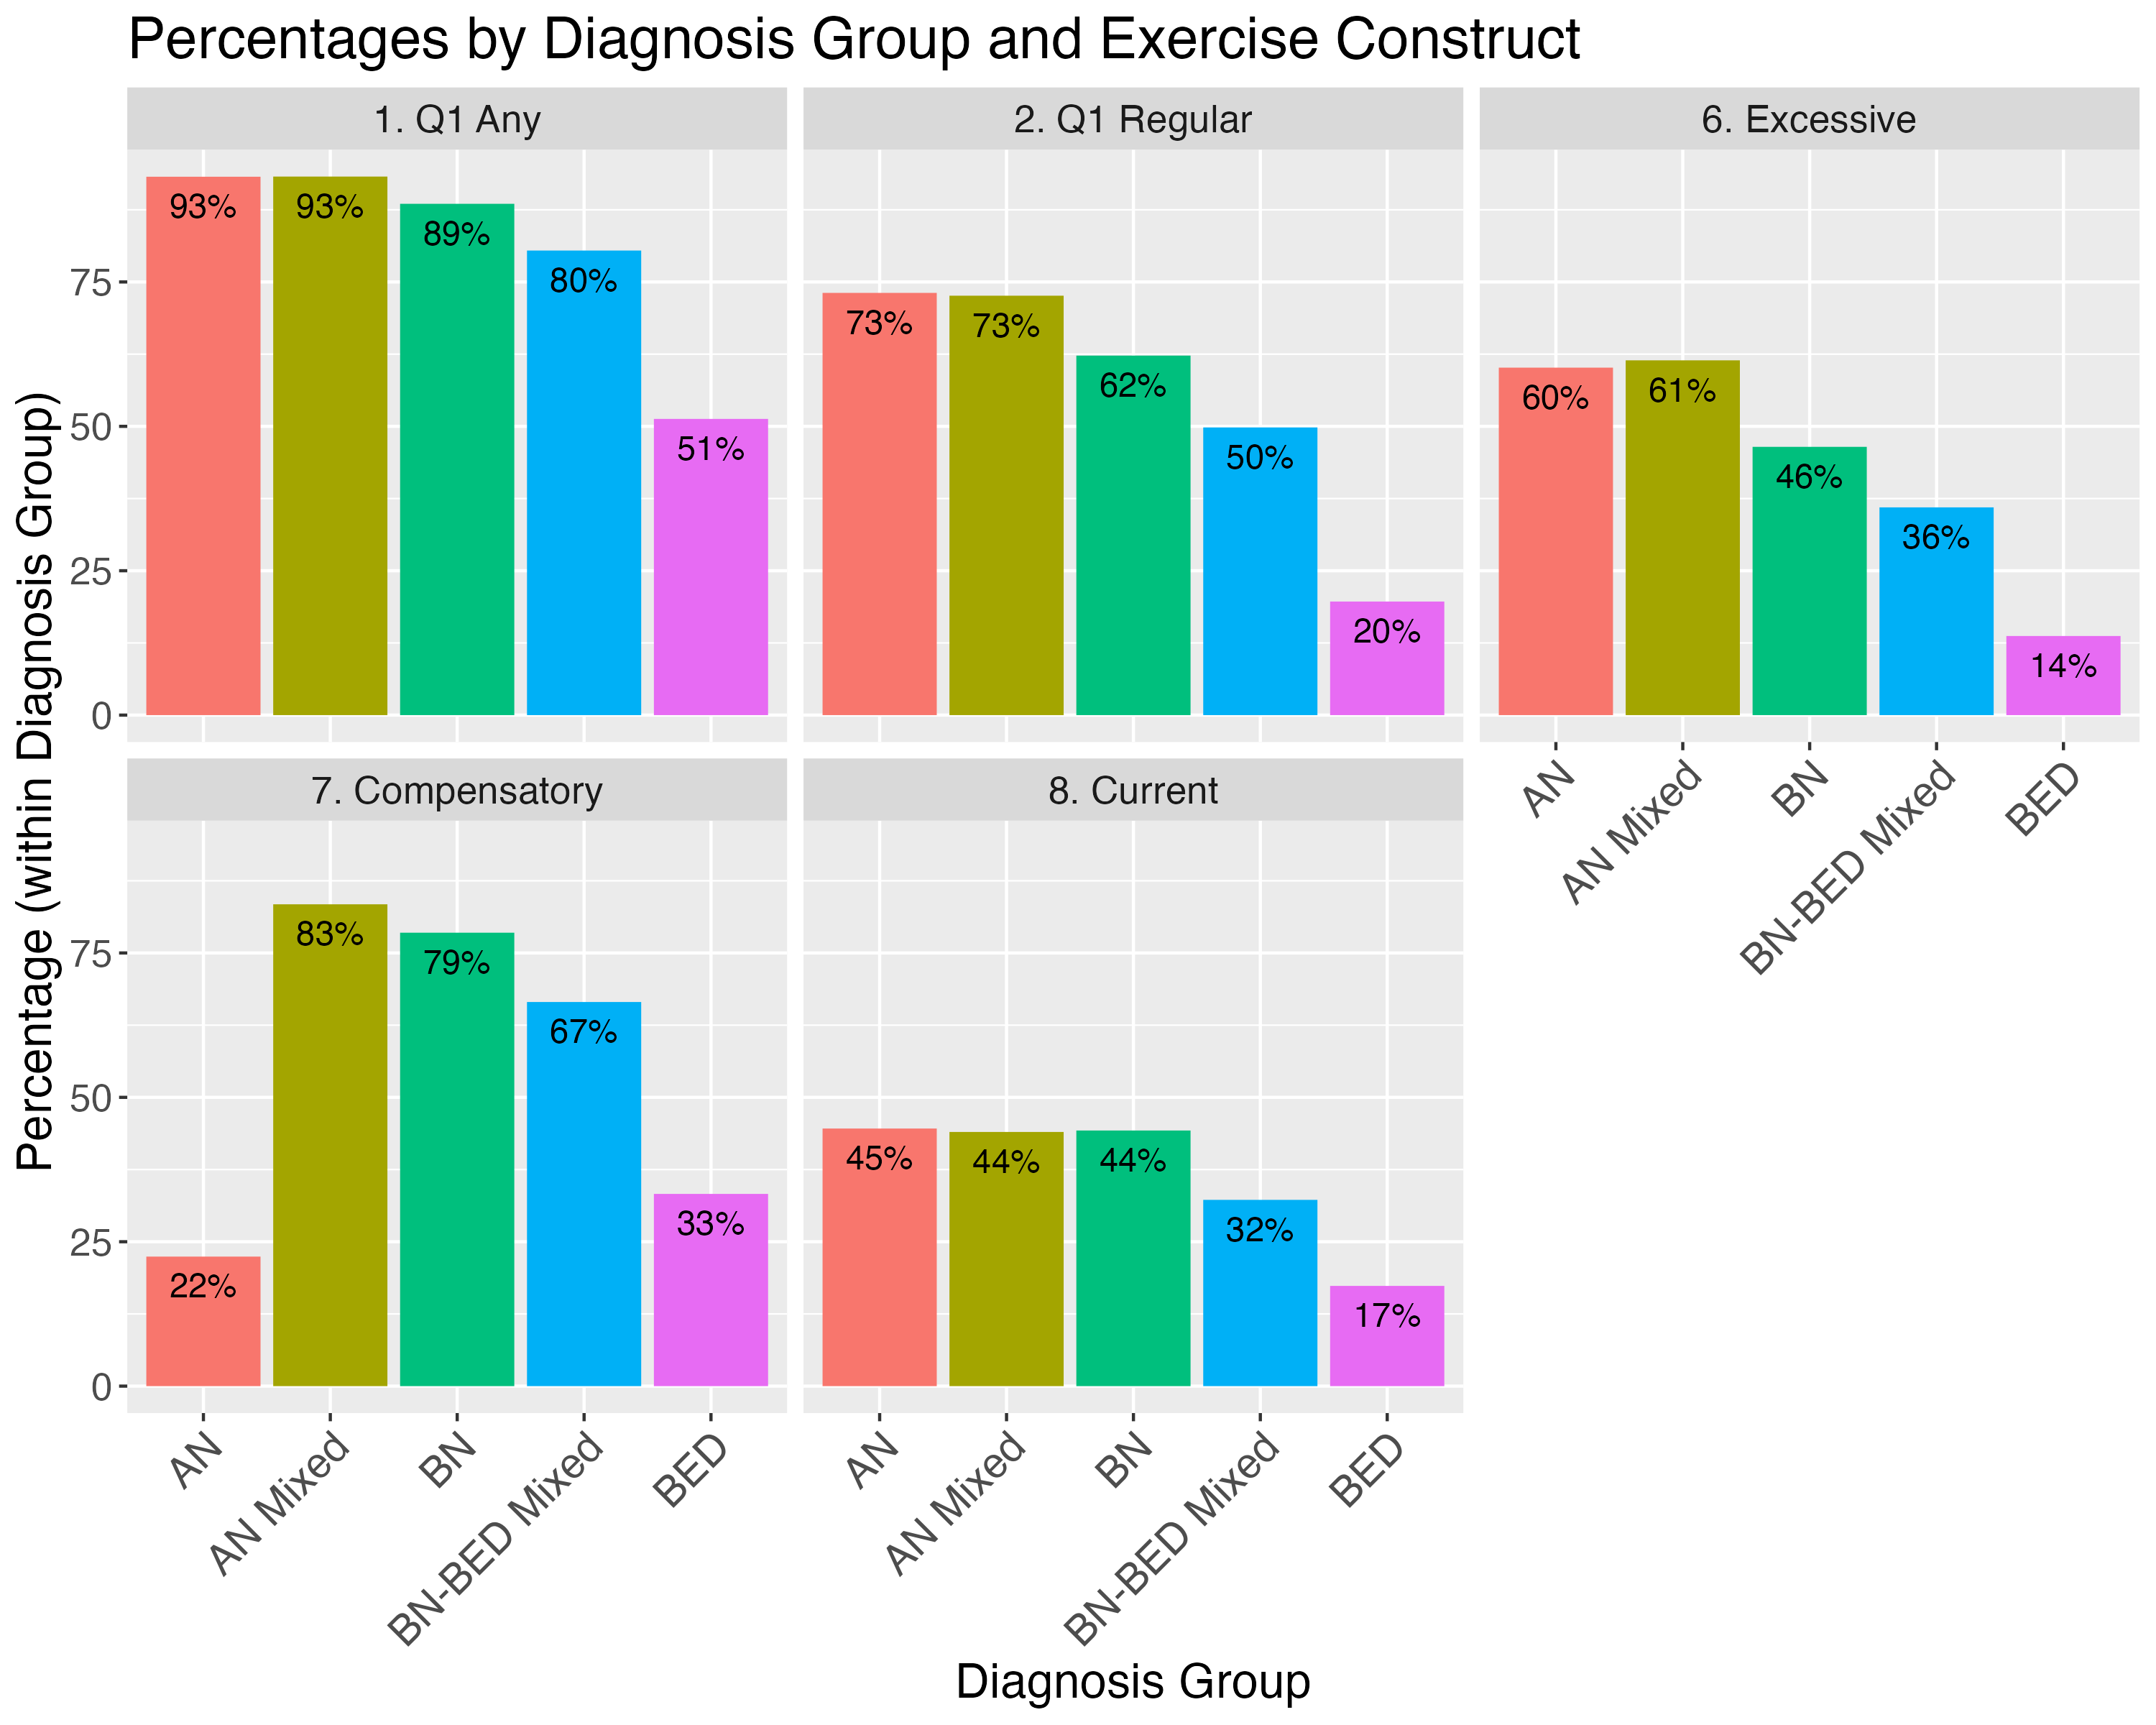 Percentages by Diagnosis Group and Exercise Construct
Percentage (within Diagnosis Group)
1. Q1 Any
2. Q1 Regular
6. Excessive
75
50
25
0
93%
93%
89%
80%
51%
73%
73%
62%
50%
20%
60%
61%
46%
36%
14%
AN
AN Mixed
BN
BN-BED Mixed
BED
7. Compensatory
8. Current
75
50
25
0
22%
83%
79%
67%
33%
45%
44%
44%
32%
17%
AN
AN Mixed
BN
BN-BED Mixed
BED
AN
AN Mixed
BN
BN-BED Mixed
BED
Diagnosis Group